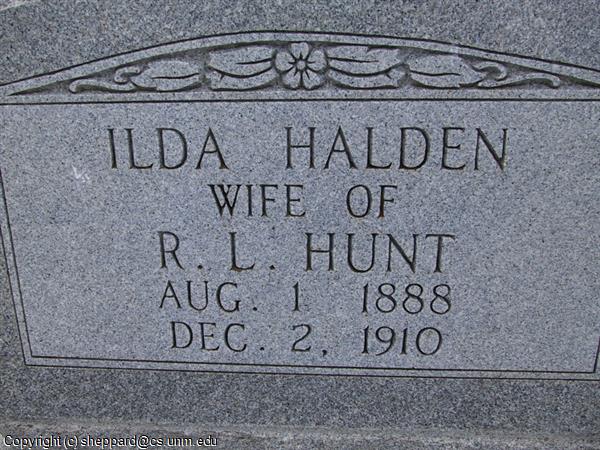 ILDA HALDEN
WIFE OF
R. L. HUNT
AUG. 1 1888
DEC. 2, 1910
Copyright (c) sheppard@cs.unm.edu